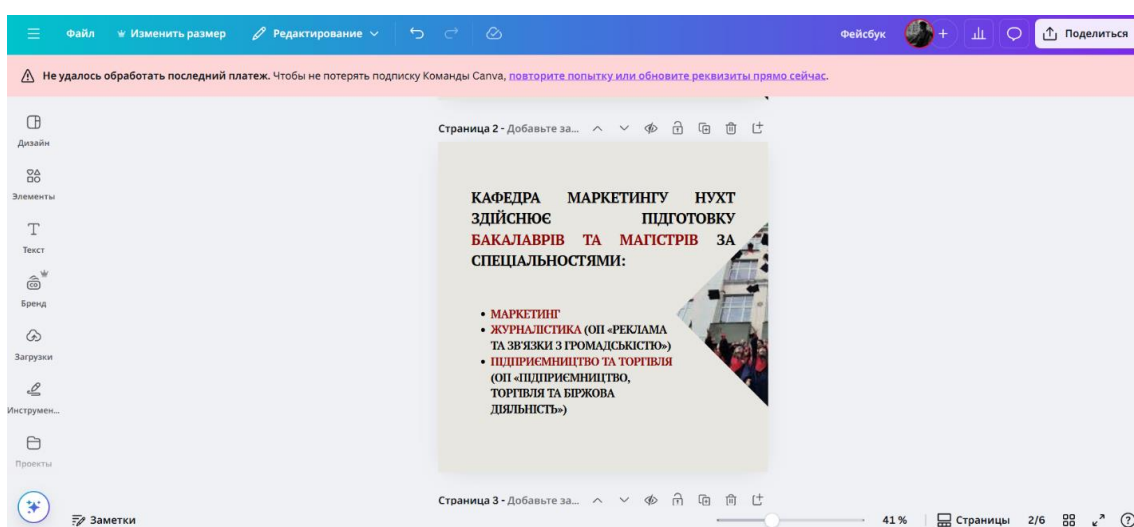 Файл
Изменить размер
Редактирование
Фейсбук
Поделиться
Не удалось обработать последний платеж. Чтобы не потерять подписку Команды Canva, повторите попытку или обновите реквизиты прямо сейчас.
Дизайн
Элементы
Текст
Бренд
Загрузки
Инструмен...
Проекты
Страница 2 - Добавьте за...
КАФЕДРА МАРКЕТИНГУ НУХТ
ЗДІЙСНЮЄ ПІДГОТОВКУ
БАКАЛАВРІВ ТА МАГІСТРІВ ЗА
СПЕЦІАЛЬНОСТЯМИ:
• МАРКЕТИНГ
• ЖУРНАЛІСТИКА (ОП «РЕКЛАМА
ТА ЗВ'ЯЗКИ З ГРОМАДСЬКІСТЮ»)
• ПІДПРИЄМНИЦТВО ТА ТОРГІВЛЯ
(ОП «ПІДПРИЄМНИЦТВО,
ТОРГІВЛЯ ТА БІРЖОВА
ДІЯЛЬНІСТЬ»)
Страница 3 - Добавьте за...
Заметки
41 %
Страницы
2/6